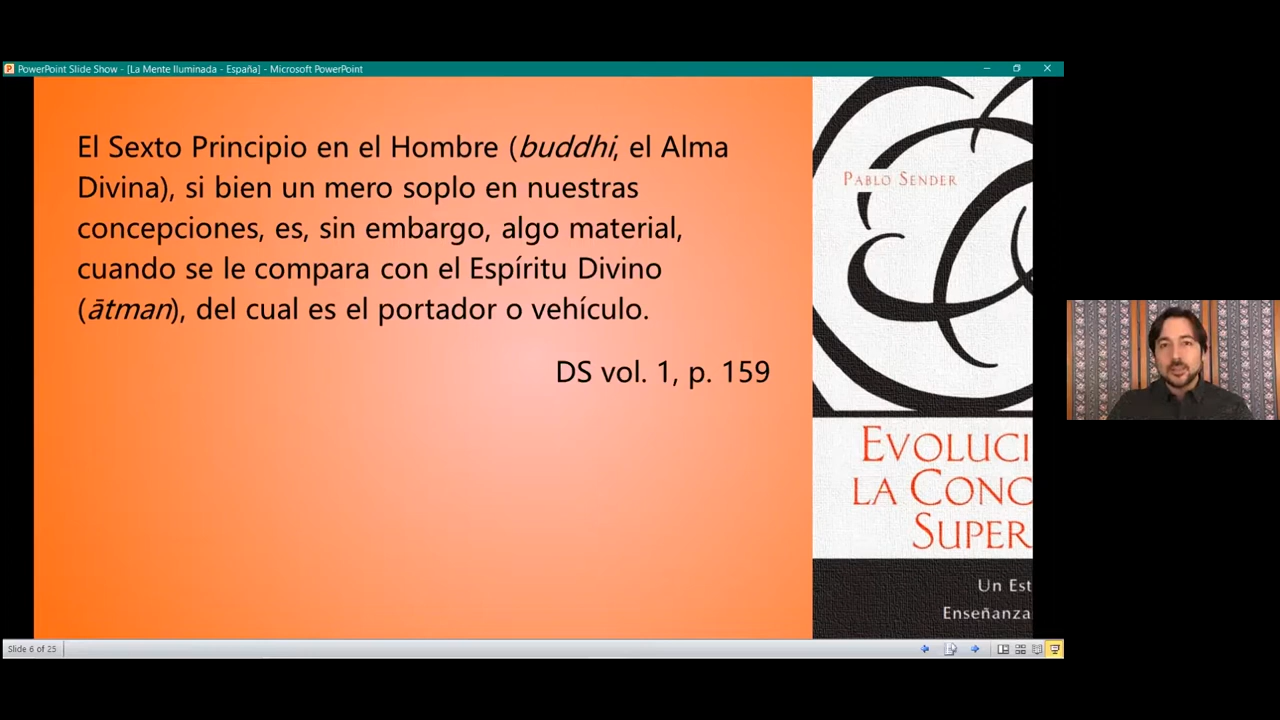 PowerPoint Slide Show - [La Mente Iluminada - España] - Microsoft PowerPoint
El Sexto Principio en el Hombre (buddhi, el Alma
Divina), si bien un mero soplo en nuestras
concepciones, es, sin embargo, algo material,
cuando se le compara con el Espíritu Divino
(ātman), del cual es el portador o vehículo.
DS vol. 1, p. 159
Pablo Sender
Evoluci
la Conc
Super
Un Est
Enseñanza
Slide 6 of 25